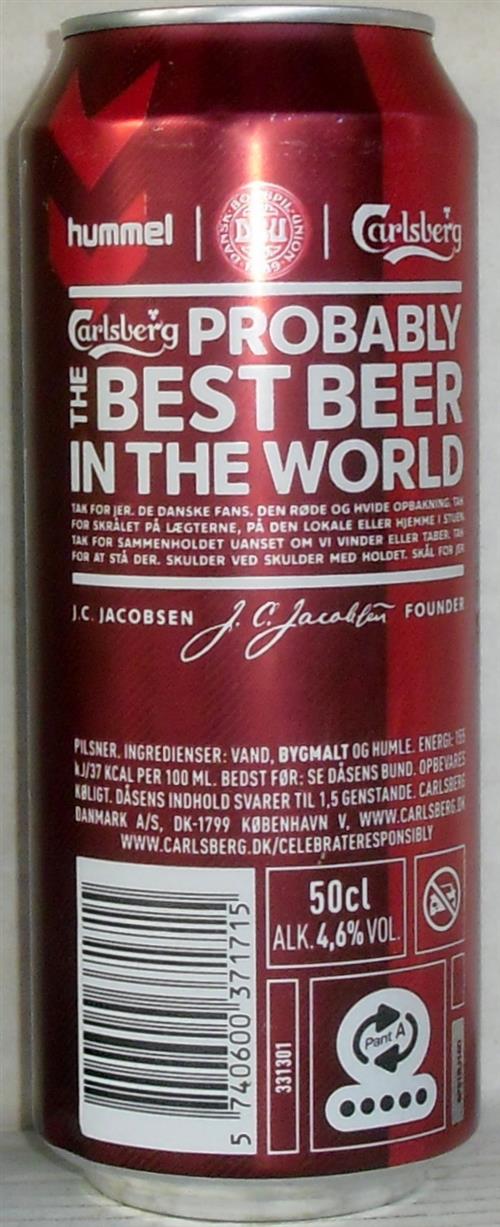 hummel | DANSK BOLDSPIL-UNION DBU | Carlsberg
Carlsberg PROBABLY
THE BEST BEER
IN THE WORLD
TAK FOR JER. DE DANSKE FANS. DEN RØDE OG HVIDE OPBAKNING. TAK
FOR SKRÅLET PÅ LÆGTERNE, PÅ DEN LOKALE ELLER HJEMME I STUEN.
TAK FOR SAMMENHOLDET UANSET OM VI VINDER ELLER TABER. TAK
FOR AT STÅ DER. SKULDER VED SKULDER MED HOLDET. SKÅL FOR JER
J.C. JACOBSEN J. C. Jacobsen FOUNDER
PILSNER. INGREDIENSER: VAND, BYGMALT OG HUMLE. ENERGI: 155
kJ/37 KCAL PER 100 ML. BEDST FØR: SE DÅSENS BUND. OPBEVARES
KØLIGT. DÅSENS INDHOLD SVARER TIL 1,5 GENSTANDE. CARLSBERG
DANMARK A/S, DK-1799 KØBENHAVN V, WWW.CARLSBERG.DK
WWW.CARLSBERG.DK/CELEBRATERESPONSIBLY
50cl
ALK. 4,6% VOL.
5 740600 371715
331301
Pant A